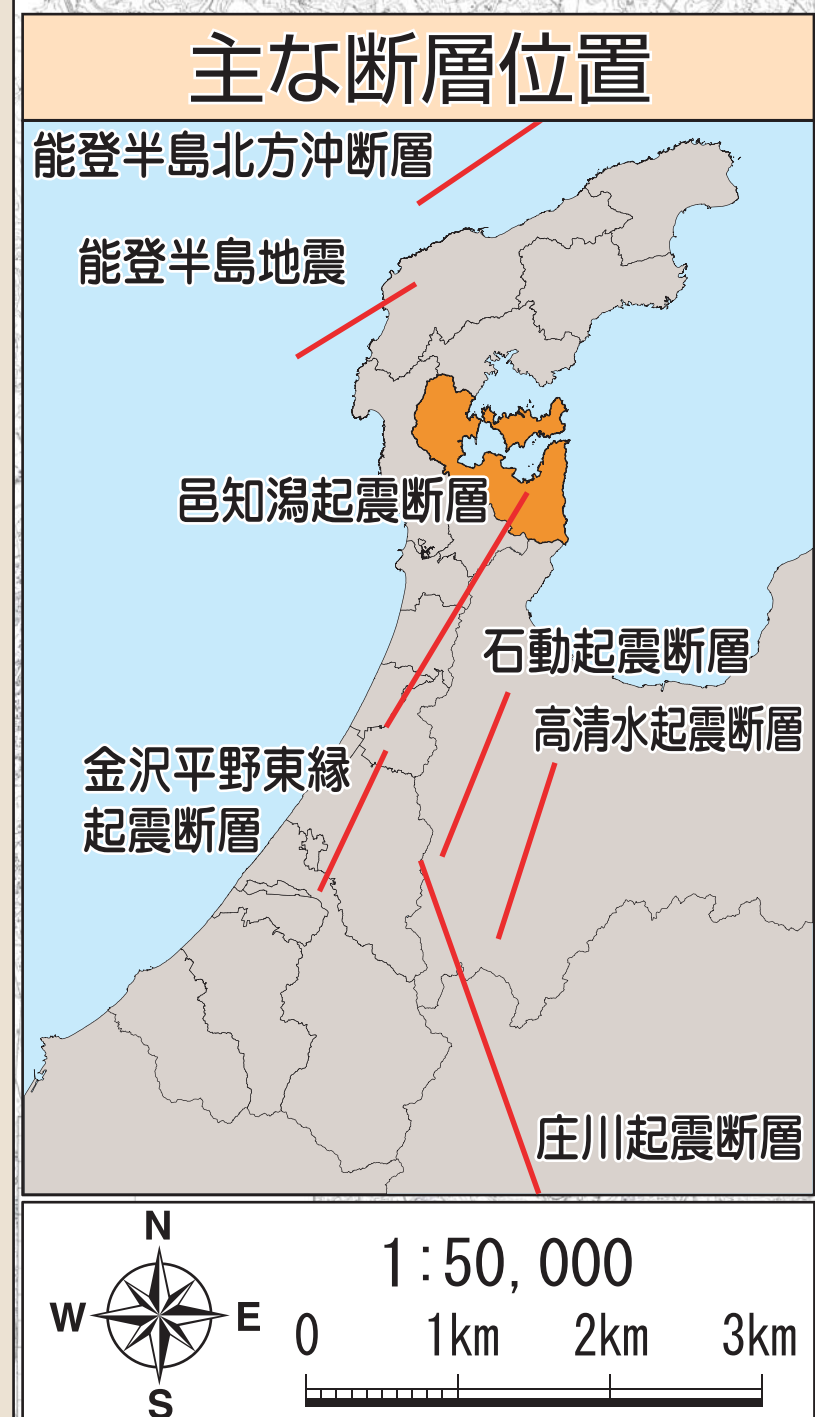 主な断層位置
能登半島北方沖断層
能登半島地震
邑知潟起震断層
石動起震断層
高清水起震断層
金沢平野東縁
起震断層
庄川起震断層
N
W E
S
1:50,000
0 1km 2km 3km